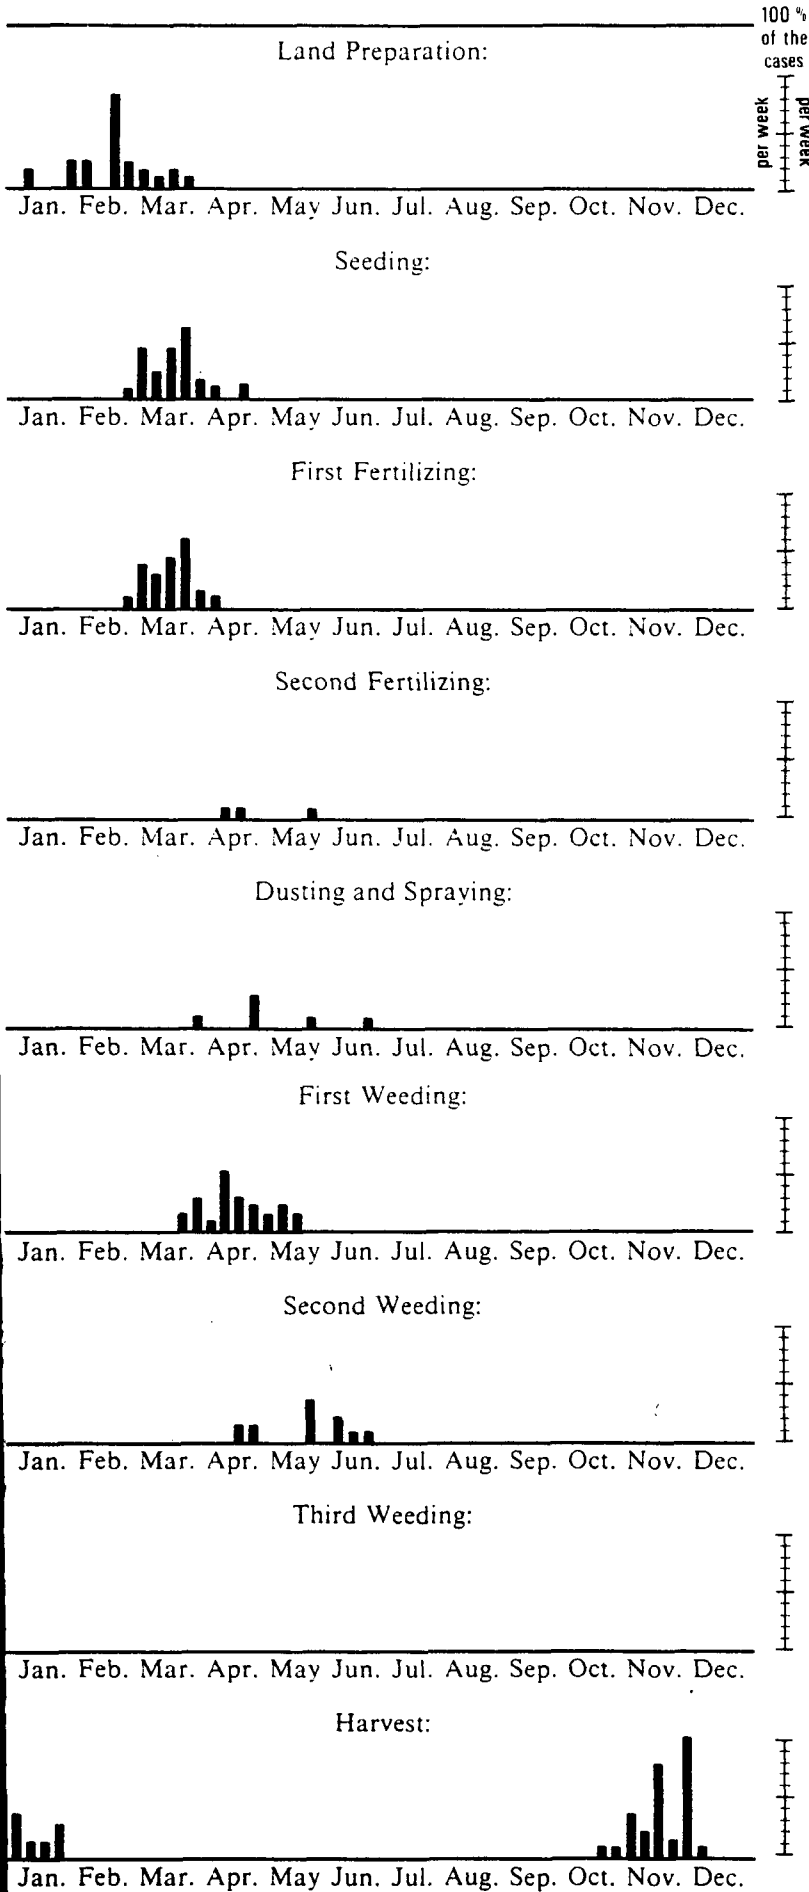 100 %
of the
cases
per week
per week
Land Preparation:
Jan. Feb. Mar. Apr. May Jun. Jul. Aug. Sep. Oct. Nov. Dec.
Seeding:
Jan. Feb. Mar. Apr. May Jun. Jul. Aug. Sep. Oct. Nov. Dec.
First Fertilizing:
Jan. Feb. Mar. Apr. May Jun. Jul. Aug. Sep. Oct. Nov. Dec.
Second Fertilizing:
Jan. Feb. Mar. Apr. May Jun. Jul. Aug. Sep. Oct. Nov. Dec.
Dusting and Spraying:
Jan. Feb. Mar. Apr. May Jun. Jul. Aug. Sep. Oct. Nov. Dec.
First Weeding:
Jan. Feb. Mar. Apr. May Jun. Jul. Aug. Sep. Oct. Nov. Dec.
Second Weeding:
Jan. Feb. Mar. Apr. May Jun. Jul. Aug. Sep. Oct. Nov. Dec.
Third Weeding:
Jan. Feb. Mar. Apr. May Jun. Jul. Aug. Sep. Oct. Nov. Dec.
Harvest:
Jan. Feb. Mar. Apr. May Jun. Jul. Aug. Sep. Oct. Nov. Dec.